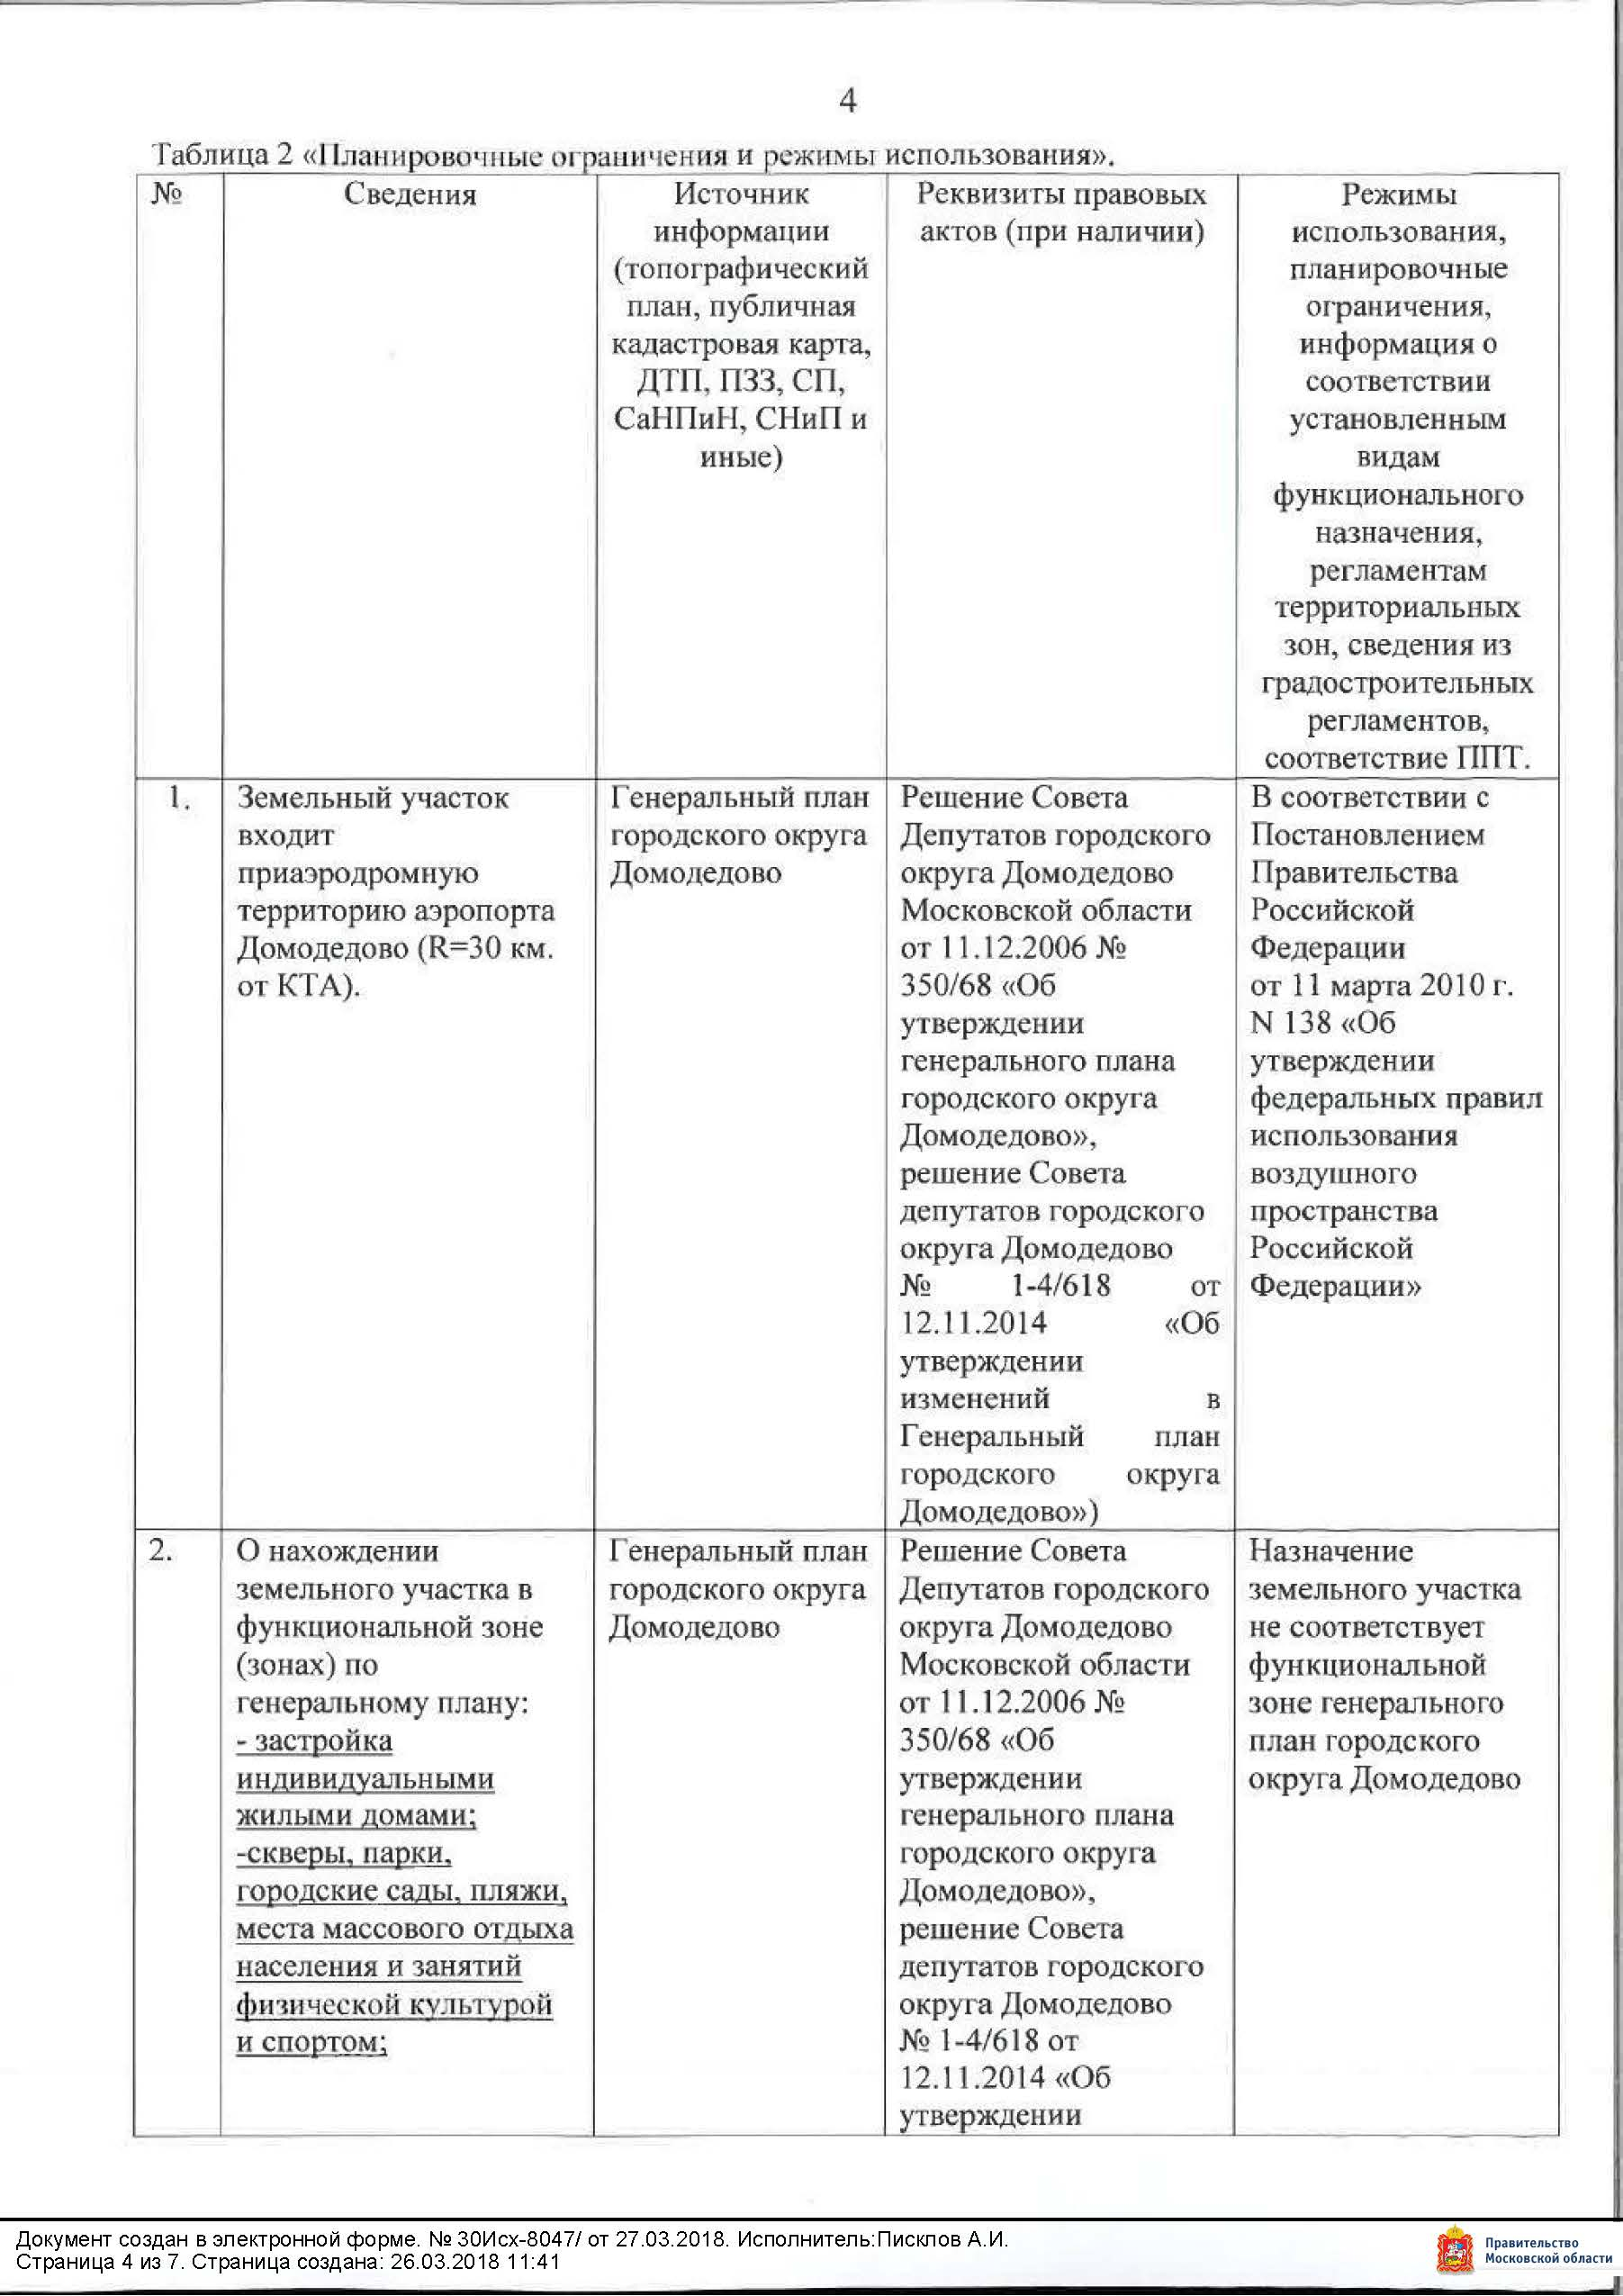 4
Таблица 2 «Планировочные ограничения и режимы использования».
№
Сведения
Источник
информации
(топографический
план, публичная
кадастровая карта,
ДТП, ПЗЗ, СП,
СаНПиН, СНиП и
иные)
Реквизиты правовых
актов (при наличии)
Режимы
использования,
планировочные
ограничения,
информация о
соответствии
установленным
видам
функционального
назначения,
регламентам
территориальных
зон, сведения из
градостроительных
регламентов,
соответствие ППТ.
1.
Земельный участок
входит
приаэродромную
территорию аэропорта
Домодедово (R=30 км.
от КТА).
Генеральный план
городского округа
Домодедово
Решение Совета
Депутатов городского
округа Домодедово
Московской области
от 11.12.2006 №
350/68 «Об
утверждении
генерального плана
городского округа
Домодедово»,
решение Совета
депутатов городского
округа Домодедово
№ 1-4/618 от
12.11.2014 «Об
утверждении
изменений в
Генеральный план
городского округа
Домодедово»)
В соответствии с
Постановлением
Правительства
Российской
Федерации
от 11 марта 2010 г.
N 138 «Об
утверждении
федеральных правил
использования
воздушного
пространства
Российской
Федерации»
2.
О нахождении
земельного участка в
функциональной зоне
(зонах) по
генеральному плану:
- застройка
индивидуальными
жилыми домами;
-скверы, парки,
городские сады, пляжи,
места массового отдыха
населения и занятий
физической культурой
и спортом;
Генеральный план
городского округа
Домодедово
Решение Совета
Депутатов городского
округа Домодедово
Московской области
от 11.12.2006 №
350/68 «Об
утверждении
генерального плана
городского округа
Домодедово»,
решение Совета
депутатов городского
округа Домодедово
№ 1-4/618 от
12.11.2014 «Об
утверждении
Назначение
земельного участка
не соответствует
функциональной
зоне генерального
план городского
округа Домодедово
Документ создан в электронной форме. № 30Исх-8047/ от 27.03.2018. Исполнитель:Писклов А.И.
Страница 4 из 7. Страница создана: 26.03.2018 11:41
Правительство
Московской области